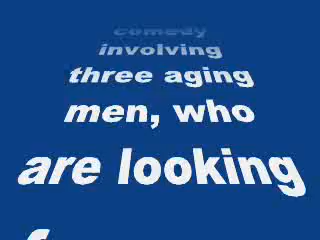 comedy
involving
three aging
men, who
are looking
f